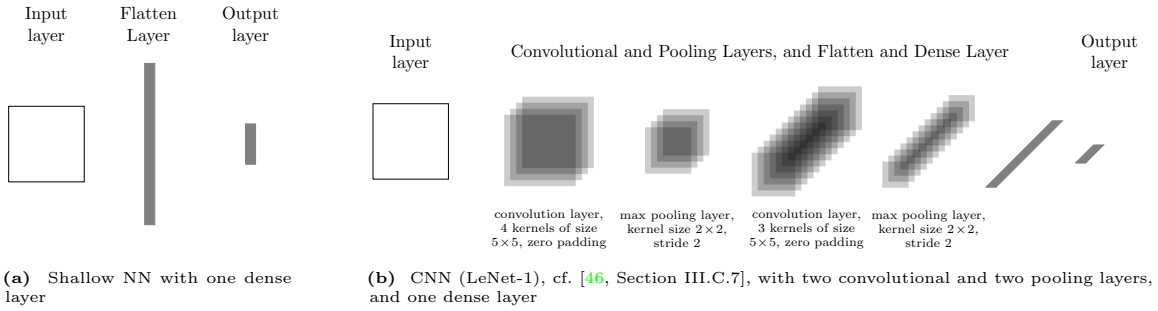 Input
layer
Flatten
Layer
Output
layer
(a) Shallow NN with one dense
layer
Input
layer
Convolutional and Pooling Layers, and Flatten and Dense Layer
Output
layer
convolution layer,
4 kernels of size
5×5, zero padding
max pooling layer,
kernel size 2×2,
stride 2
convolution layer,
3 kernels of size
5×5, zero padding
max pooling layer,
kernel size 2×2,
stride 2
(b) CNN (LeNet-1), cf. [46, Section III.C.7], with two convolutional and two pooling layers,
and one dense layer